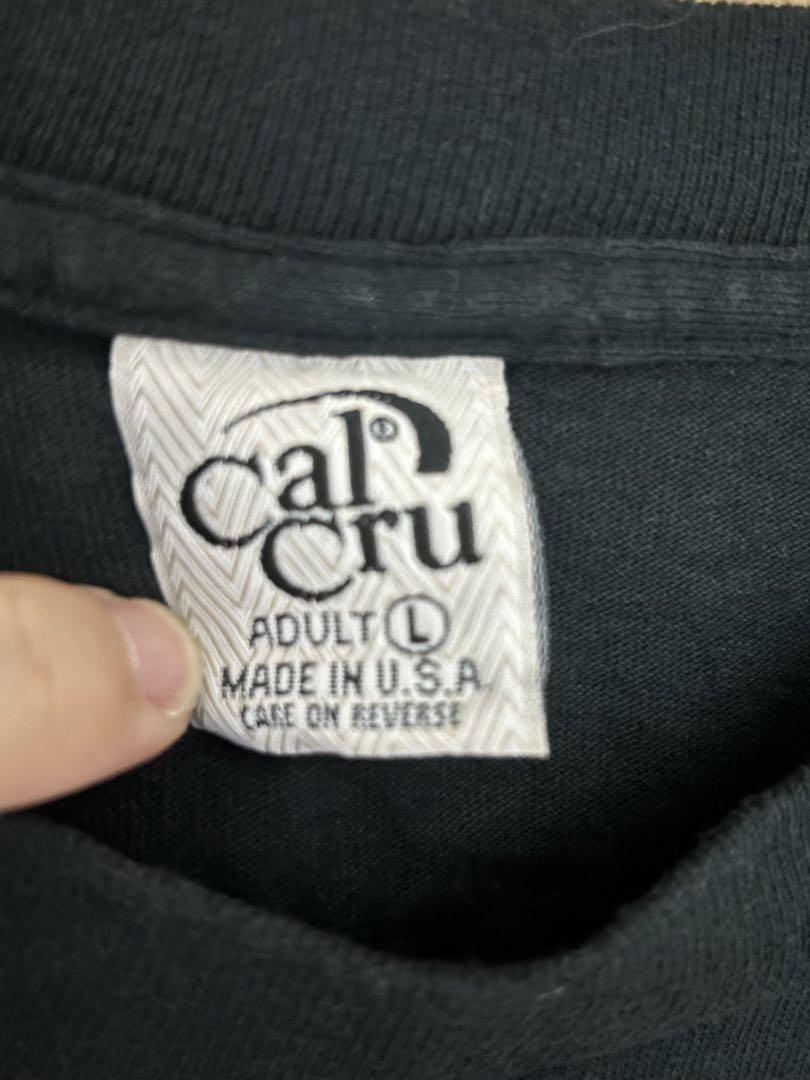 Cal®
Cru
ADULT L
MADE IN U.S.A.
CARE ON REVERSE